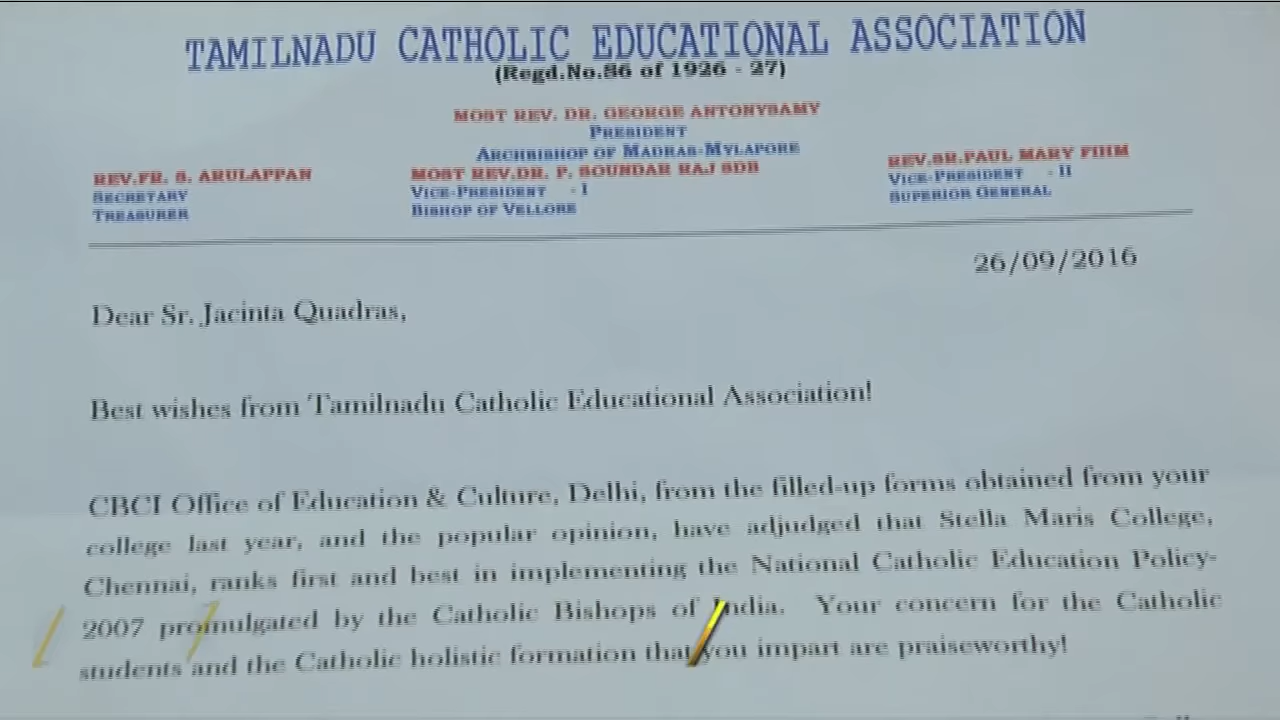 TAMILNADU CATHOLIC EDUCATIONAL ASSOCIATION
(Regd.No.86 of 1926 - 27)
MOST REV. DR. GEORGE ANTONYSAMY
PRESIDENT
ARCHBISHOP OF MADRAS-MYLAPORE
REV.FR. S. ARULAPPAN
SECRETARY
TREASURER
MOST REV.DR. P. SOUNDAR RAJ SDB
VICE-PRESIDENT - I
BISHOP OF VELLORE
REV.SR.PAUL MARY FIHM
VICE-PRESIDENT - II
SUPERIOR GENERAL
26/09/2016
Dear Sr. Jacinta Quadras,
Best wishes from Tamilnadu Catholic Educational Association!
CBCI Office of Education & Culture, Delhi, from the filled-up forms obtained from your
college last year, and the popular opinion, have adjudged that Stella Maris College,
Chennai, ranks first and best in implementing the National Catholic Education Policy-
2007 promulgated by the Catholic Bishops of India. Your concern for the Catholic
students and the Catholic holistic formation that you impart are praiseworthy!